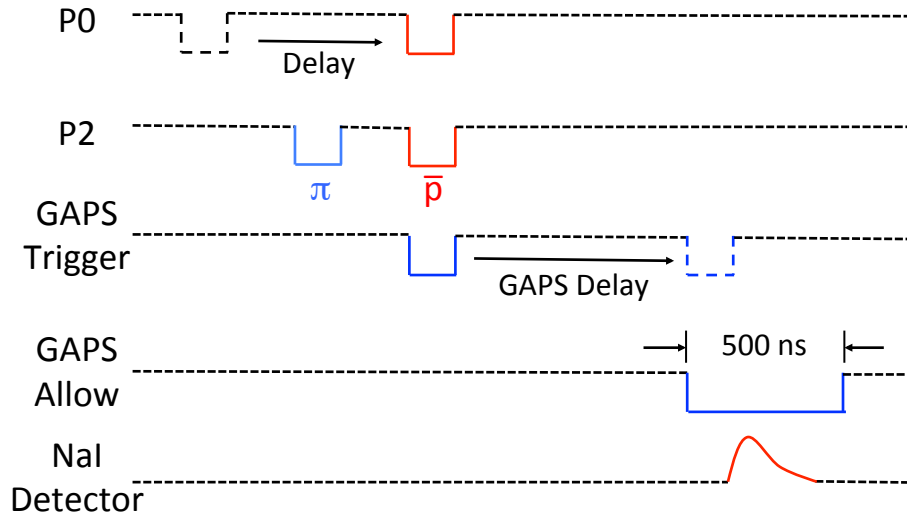 P0
Delay
P2
π
p̅
GAPS
Trigger
GAPS Delay
GAPS
Allow
500 ns
NaI
Detector